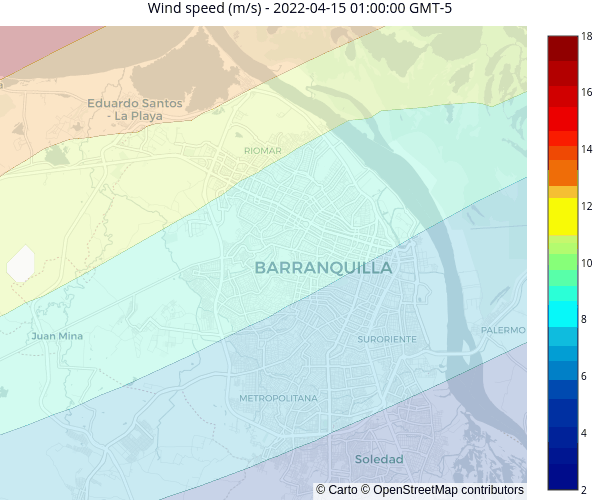 Wind speed (m/s) - 2022-04-15 01:00:00 GMT-5
18
16
14
12
10
8
6
4
2
Eduardo Santos
- La Playa
RIOMAR
BARRANQUILLA
Juan Mina
SURORIENTE
PALERMO
METROPOLITANA
Soledad
© Carto © OpenStreetMap contributors